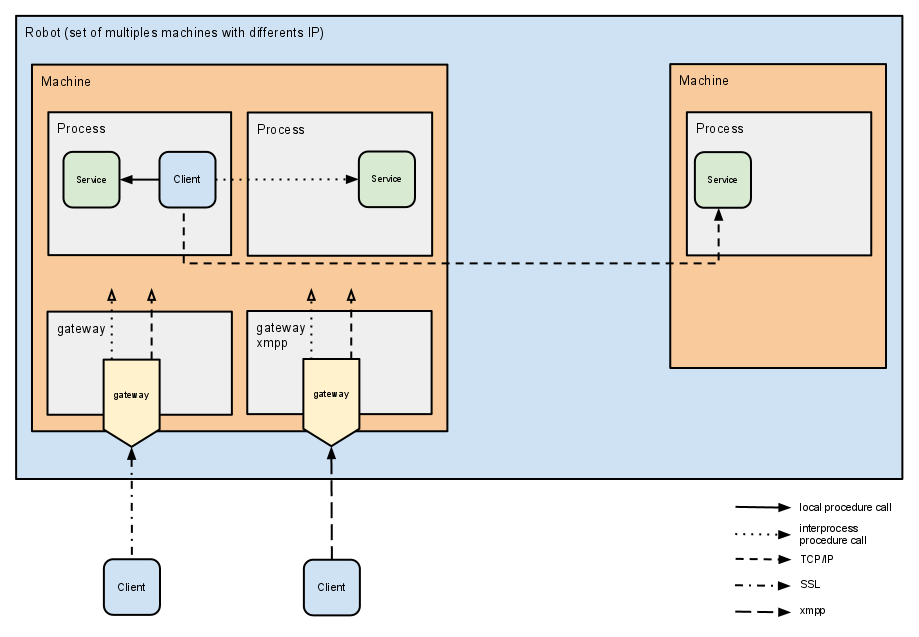 Robot (set of multiples machines with differents IP)
Machine
Machine
Process
Process
Process
Service
Client
Service
Service
gateway
gateway
xmpp
gateway
gateway
local procedure call
interprocess
procedure call
TCP/IP
SSL
xmpp
Client
Client